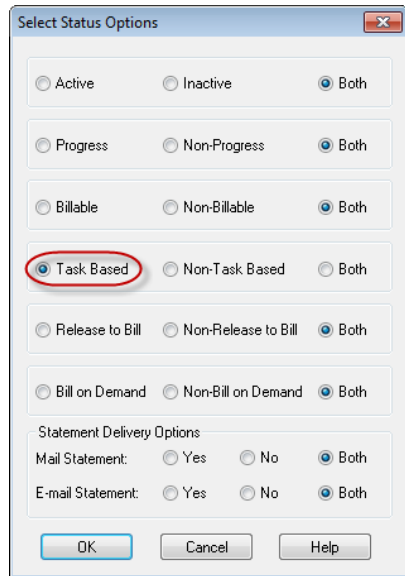 Select Status Options
Active Inactive Both
Progress Non-Progress Both
Billable Non-Billable Both
Task Based Non-Task Based Both
Release to Bill Non-Release to Bill Both
Bill on Demand Non-Bill on Demand Both
Statement Delivery Options
Mail Statement: Yes No Both
E-mail Statement: Yes No Both
OK Cancel Help